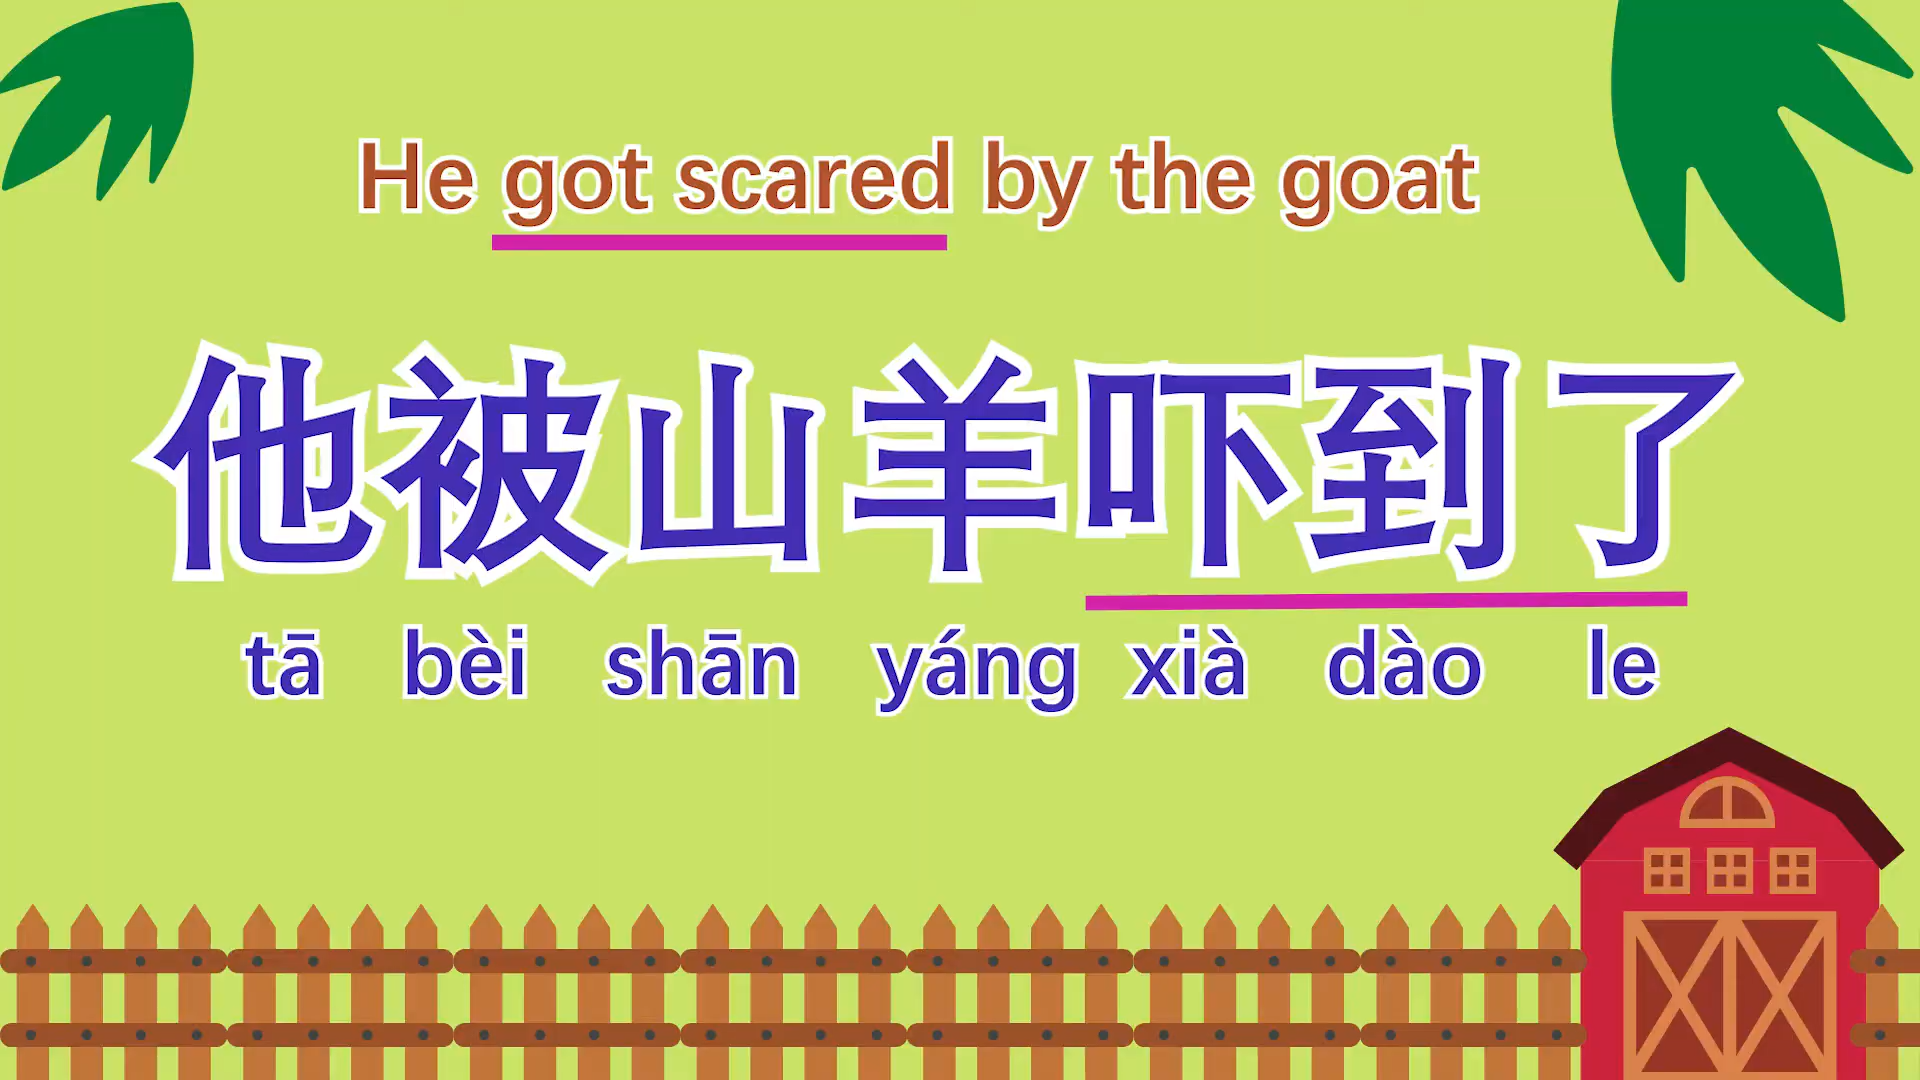 He got scared by the goat
他被山羊吓到了
tā bèi shān yáng xià dào le